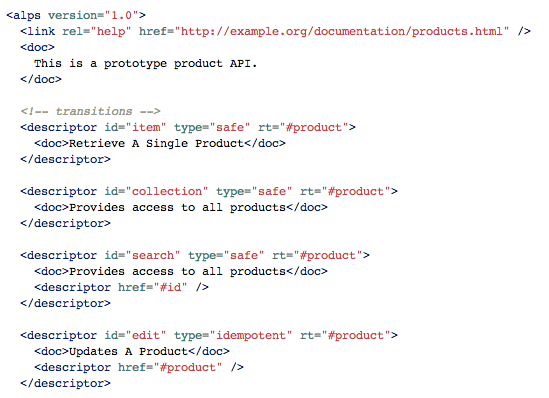 <alps version="1.0">
<link rel="help" href="http://example.org/documentation/products.html" />
<doc>
This is a prototype product API.
</doc>
<!-- transitions -->
<descriptor id="item" type="safe" rt="#product">
<doc>Retrieve A Single Product</doc>
</descriptor>
<descriptor id="collection" type="safe" rt="#product">
<doc>Provides access to all products</doc>
</descriptor>
<descriptor id="search" type="safe" rt="#product">
<doc>Provides access to all products</doc>
<descriptor href="#id" />
</descriptor>
<descriptor id="edit" type="idempotent" rt="#product">
<doc>Updates A Product</doc>
<descriptor href="#product" />
</descriptor>